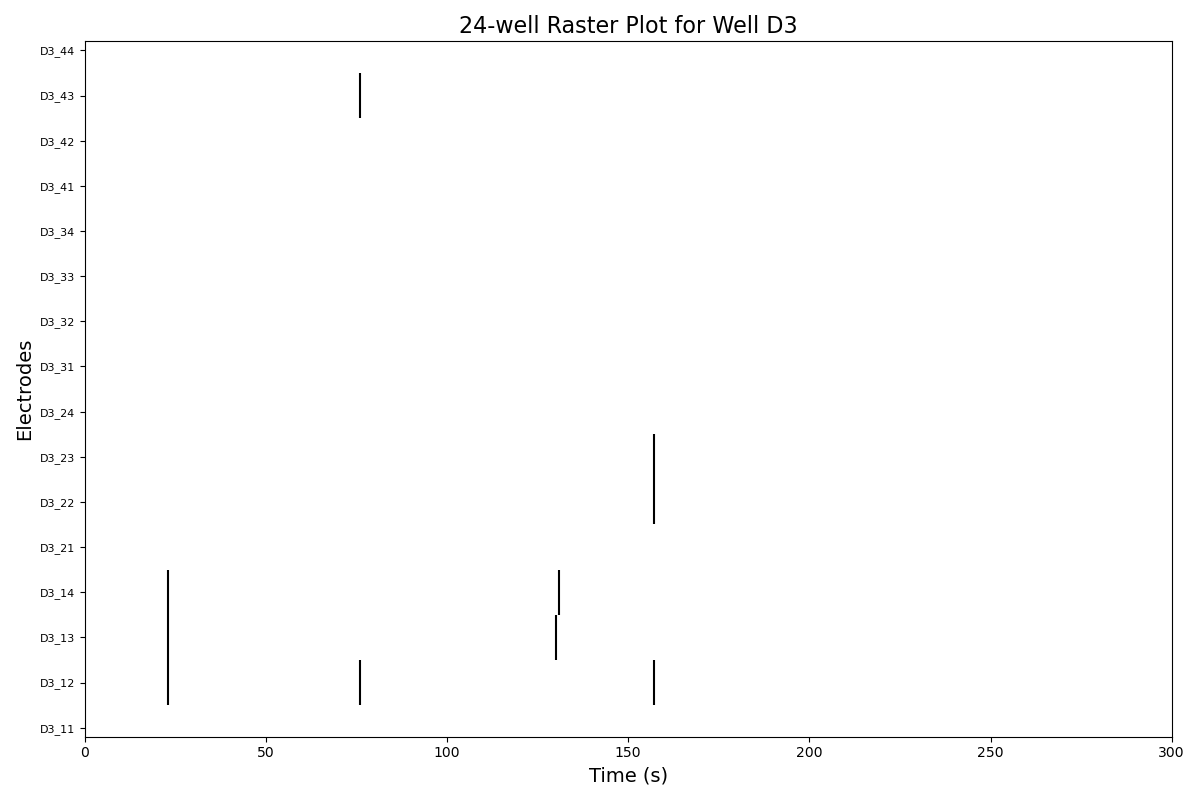 24-well Raster Plot for Well D3
D3_44
D3_43
D3_42
D3_41
D3_34
D3_33
D3_32
D3_31
D3_24
D3_23
D3_22
D3_21
D3_14
D3_13
D3_12
D3_11
Electrodes
0 50 100 150 200 250 300
Time (s)